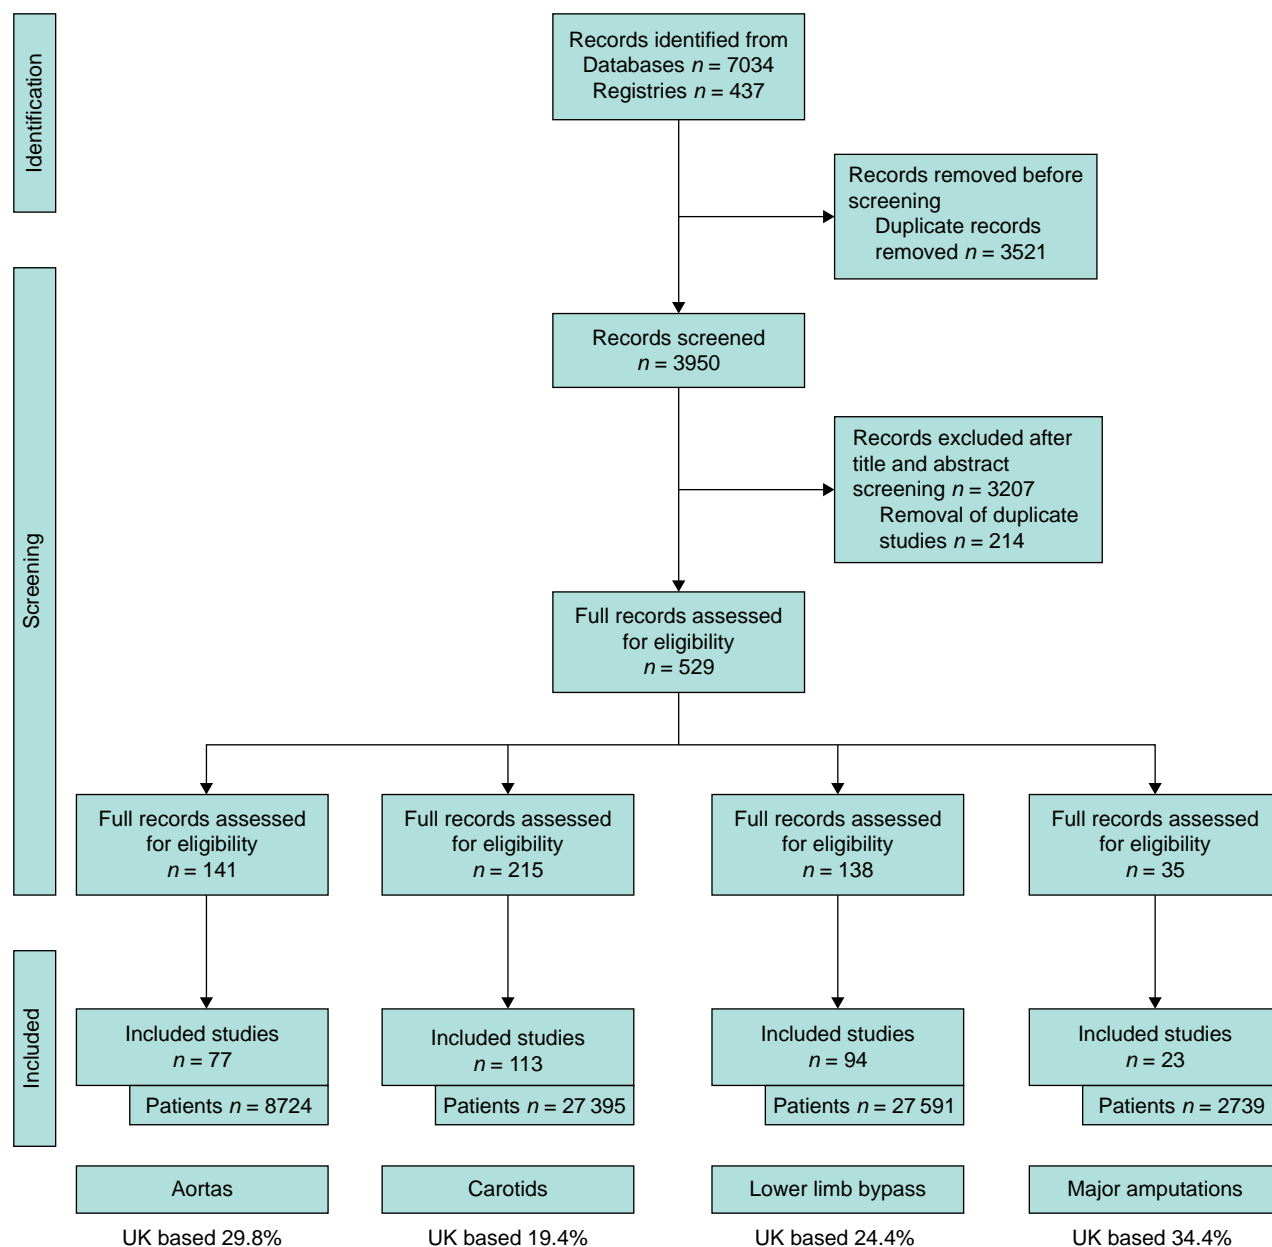 Identification
Records identified from
Databases n = 7034
Registries n = 437
Records removed before
screening
Duplicate records
removed n = 3521
Screening
Records screened
n = 3950
Records excluded after
title and abstract
screening n = 3207
Removal of duplicate
studies n = 214
Full records assessed
for eligibility
n = 529
Full records assessed
for eligibility
n = 141
Full records assessed
for eligibility
n = 215
Full records assessed
for eligibility
n = 138
Full records assessed
for eligibility
n = 35
Included
Included studies
n = 77
Patients n = 8724
Included studies
n = 113
Patients n = 27 395
Included studies
n = 94
Patients n = 27 591
Included studies
n = 23
Patients n = 2739
Aortas
Carotids
Lower limb bypass
Major amputations
UK based 29.8%
UK based 19.4%
UK based 24.4%
UK based 34.4%